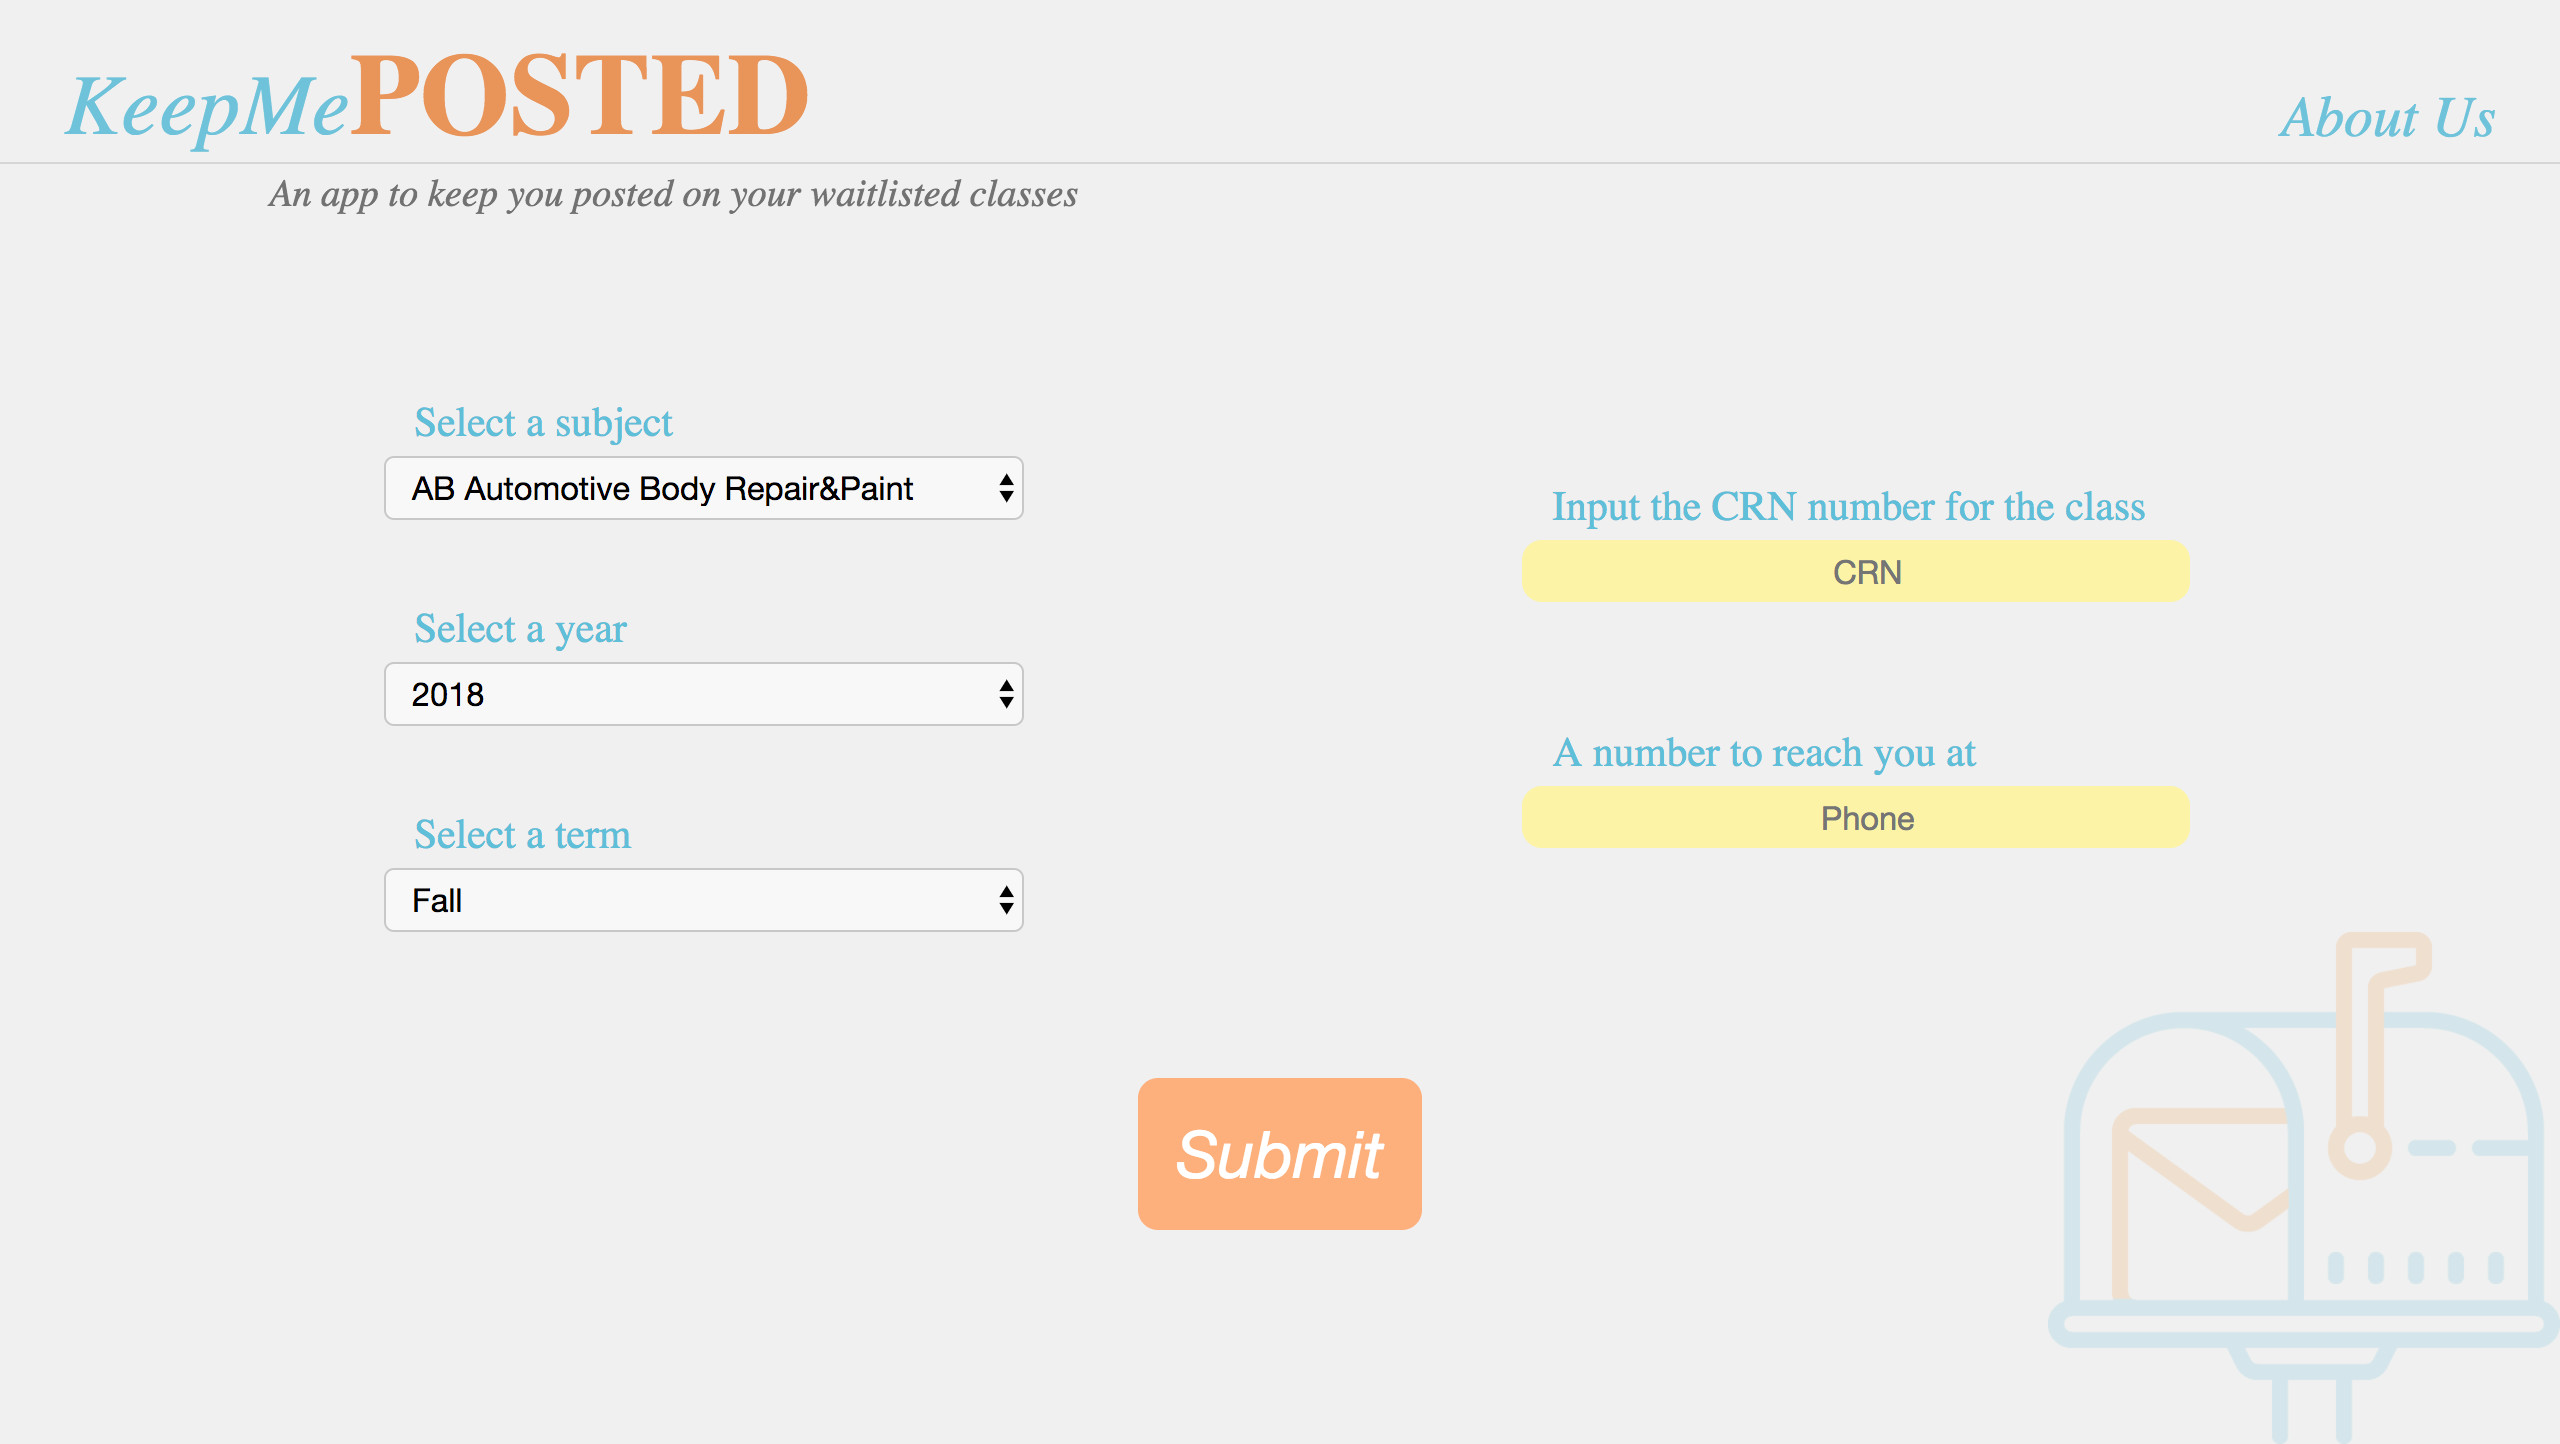 KeepMePOSTED
About Us
An app to keep you posted on your waitlisted classes
Select a subject
AB Automotive Body Repair&Paint
Select a year
2018
Select a term
Fall
Input the CRN number for the class
CRN
A number to reach you at
Phone
Submit